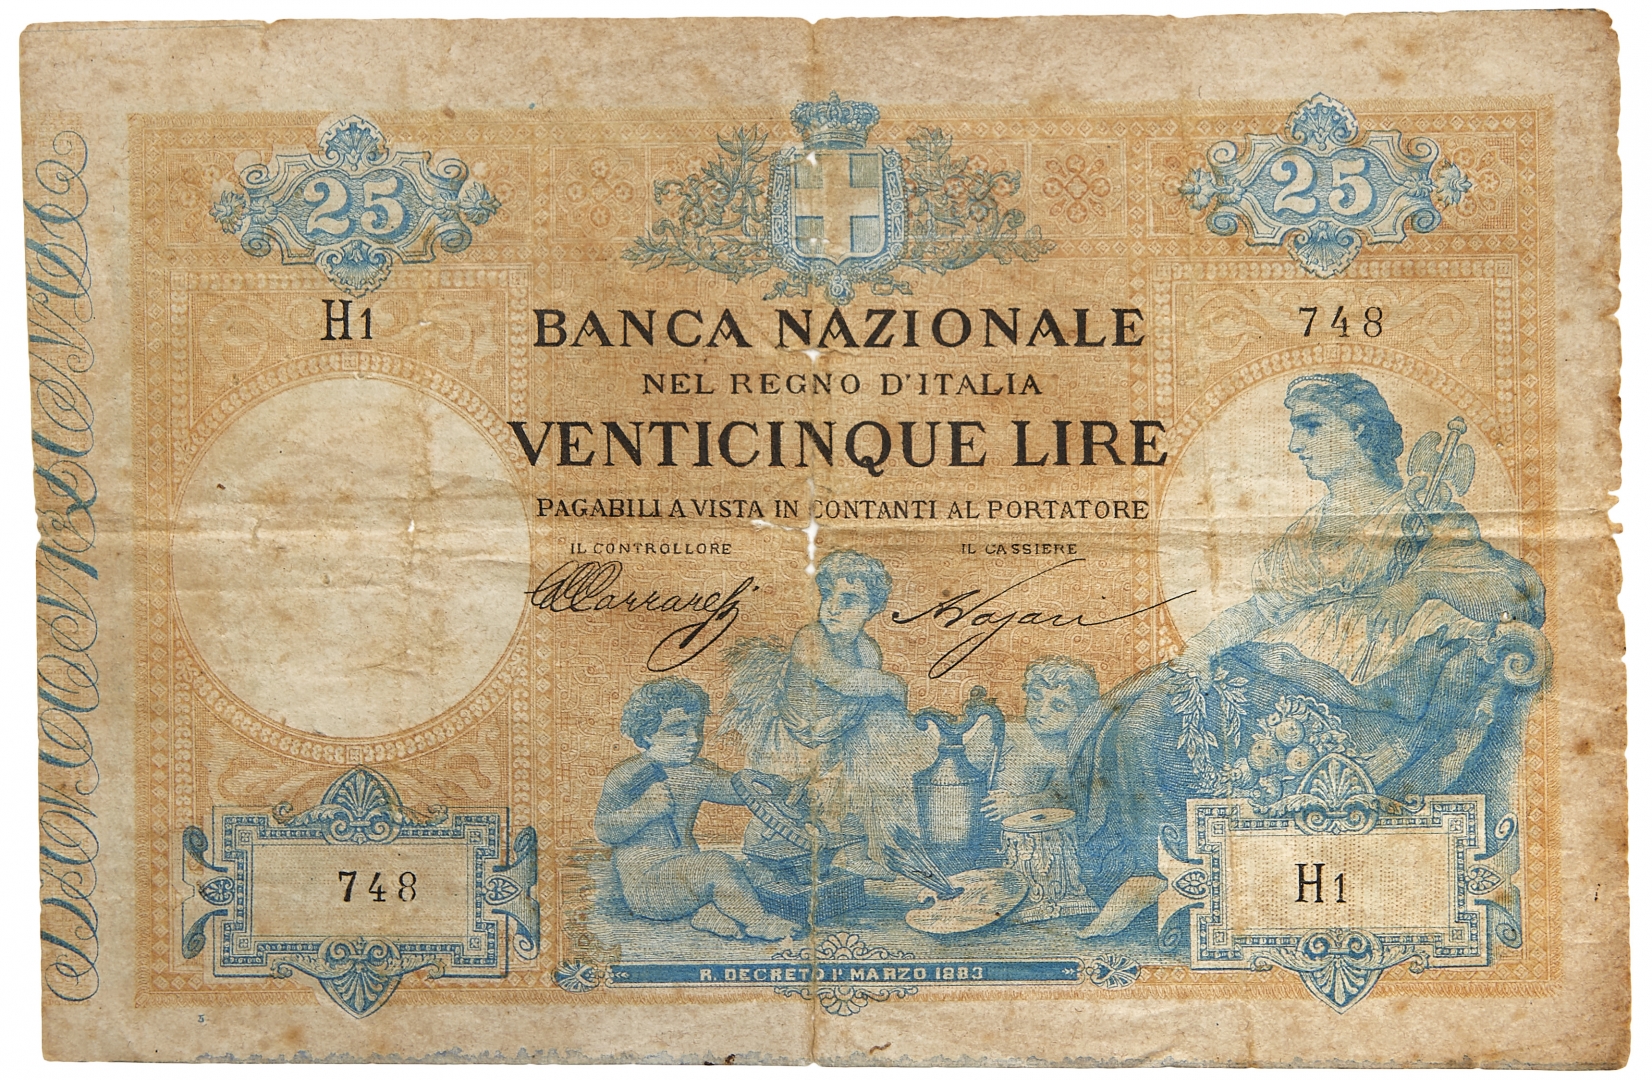 25 25
H1 748
BANCA NAZIONALE
NEL REGNO D'ITALIA
VENTICINQUE LIRE
PAGABILI A VISTA IN CONTANTI AL PORTATORE
IL CONTROLLORE IL CASSIERE
748 H1
R. DECRETO 1º MARZO 1883